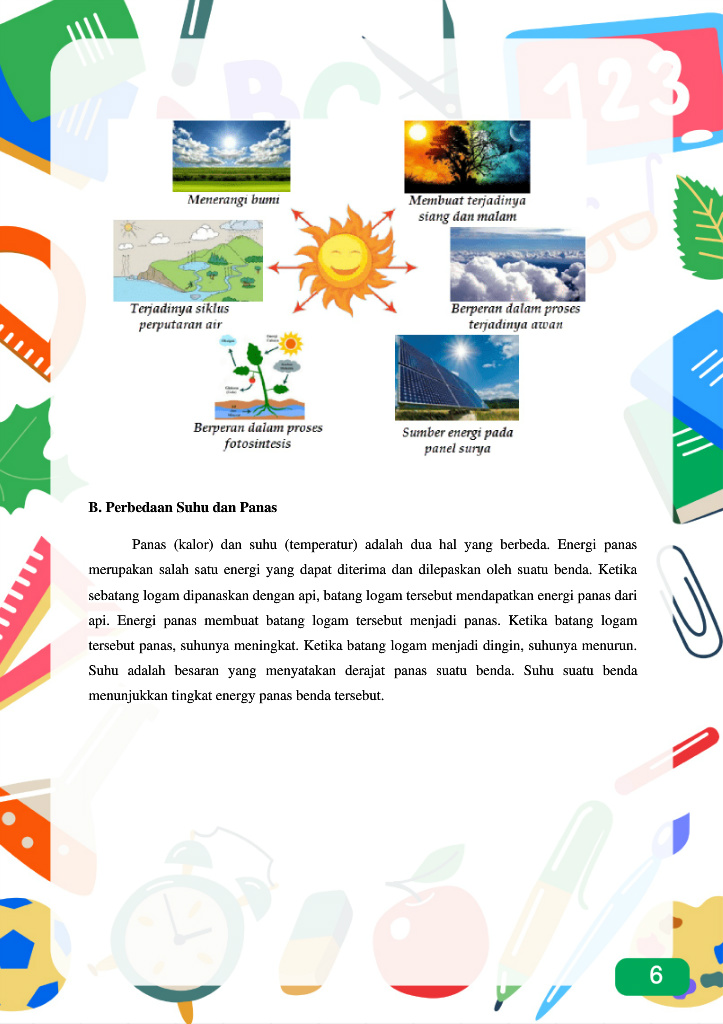 ABC
123
Menerangi bumi
Membuat terjadinya
siang dan malam
Terjadinya siklus
perputaran air
Berperan dalam proses
terjadinya awan
Berperan dalam proses
fotosintesis
Sumber energi pada
panel surya
B. Perbedaan Suhu dan Panas
Panas (kalor) dan suhu (temperatur) adalah dua hal yang berbeda. Energi panas
merupakan salah satu energi yang dapat diterima dan dilepaskan oleh suatu benda. Ketika
sebatang logam dipanaskan dengan api, batang logam tersebut mendapatkan energi panas dari
api. Energi panas membuat batang logam tersebut menjadi panas. Ketika batang logam
tersebut panas, suhunya meningkat. Ketika batang logam menjadi dingin, suhunya menurun.
Suhu adalah besaran yang menyatakan derajat panas suatu benda. Suhu suatu benda
menunjukkan tingkat energy panas benda tersebut.
6